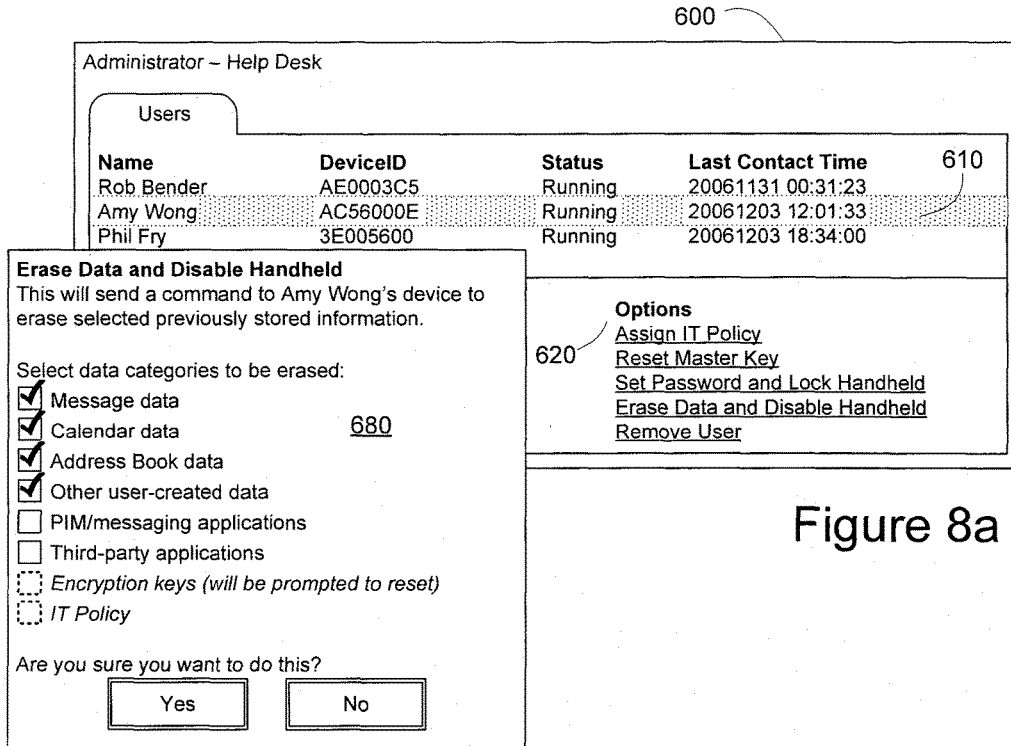 600
Administrator – Help Desk
Users
Name DeviceID Status Last Contact Time 610
Rob Bender AE0003C5 Running 20061131 00:31:23
Amy Wong AC56000E Running 20061203 12:01:33
Phil Fry 3E005600 Running 20061203 18:34:00
Erase Data and Disable Handheld
This will send a command to Amy Wong's device to
erase selected previously stored information.
Select data categories to be erased:
Message data
Calendar data 680
Address Book data
Other user-created data
PIM/messaging applications
Third-party applications
Encryption keys (will be prompted to reset)
IT Policy
Are you sure you want to do this?
Yes No
Options
620
Assign IT Policy
Reset Master Key
Set Password and Lock Handheld
Erase Data and Disable Handheld
Remove User
Figure 8a